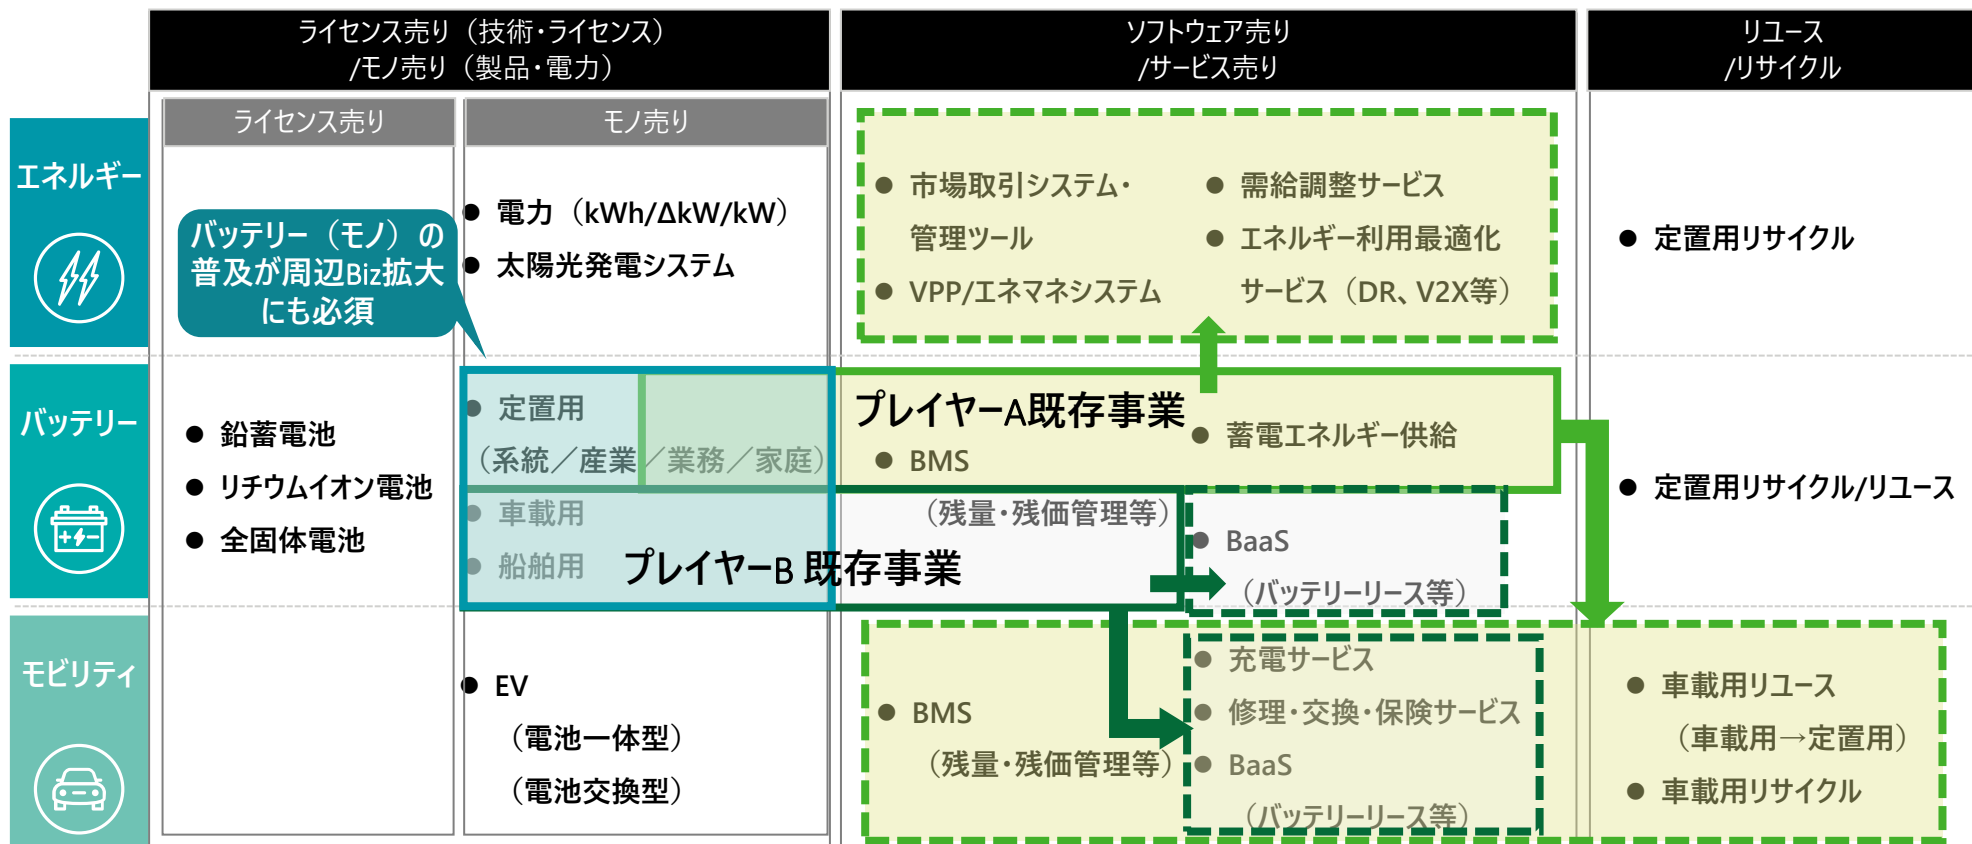 ライセンス売り（技術・ライセンス）
/モノ売り（製品・電力）
ソフトウェア売り
/サービス売り
リユース
/リサイクル
ライセンス売り
モノ売り
エネルギー
バッテリー（モノ）の
普及が周辺Biz拡大
にも必須
● 電力（kWh/ΔkW/kW）
● 太陽光発電システム
● 市場取引システム・
管理ツール
● VPP/エネマネシステム
● 需給調整サービス
● エネルギー利用最適化
サービス（DR、V2X等）
● 定置用リサイクル
バッテリー
● 鉛蓄電池
● リチウムイオン電池
● 全固体電池
● 定置用
（系統／産業／業務／家庭）
● 車載用
● 船舶用
プレイヤーA既存事業
● BMS
（残量・残価管理等）
● 蓄電エネルギー供給
プレイヤーB 既存事業
● BaaS
（バッテリーリース等）
● 定置用リサイクル/リユース
モビリティ
● EV
（電池一体型）
（電池交換型）
● BMS
（残量・残価管理等）
● 充電サービス
● 修理・交換・保険サービス
● BaaS
（バッテリーリース等）
● 車載用リユース
（車載用→定置用）
● 車載用リサイクル